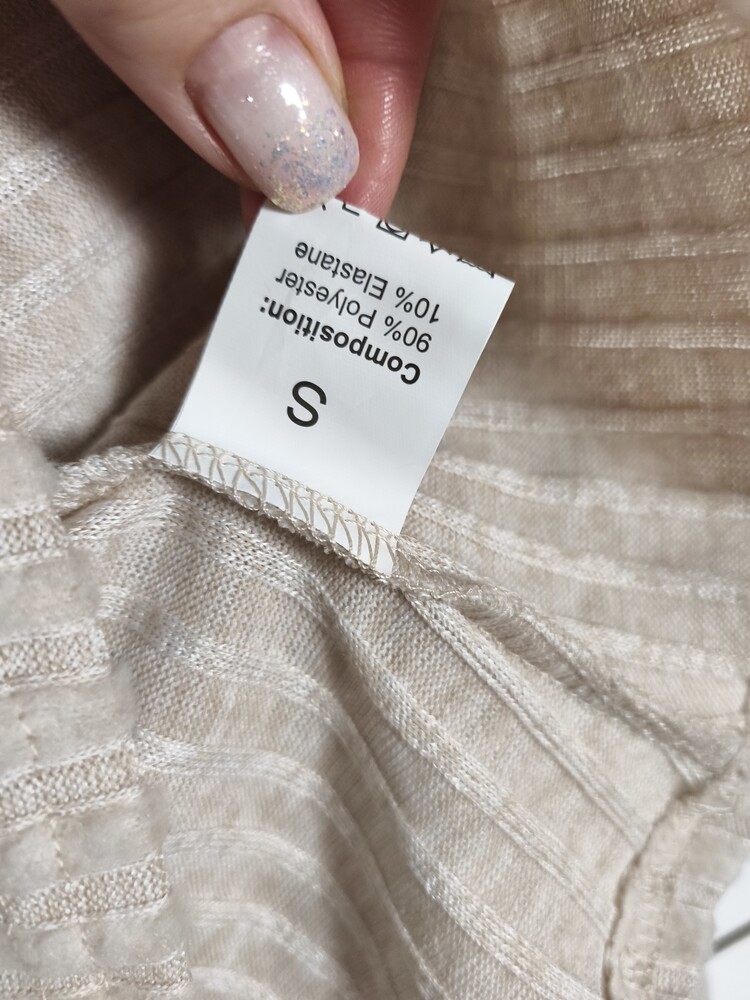 S
Composition:
90% Polyester
10% Elastane